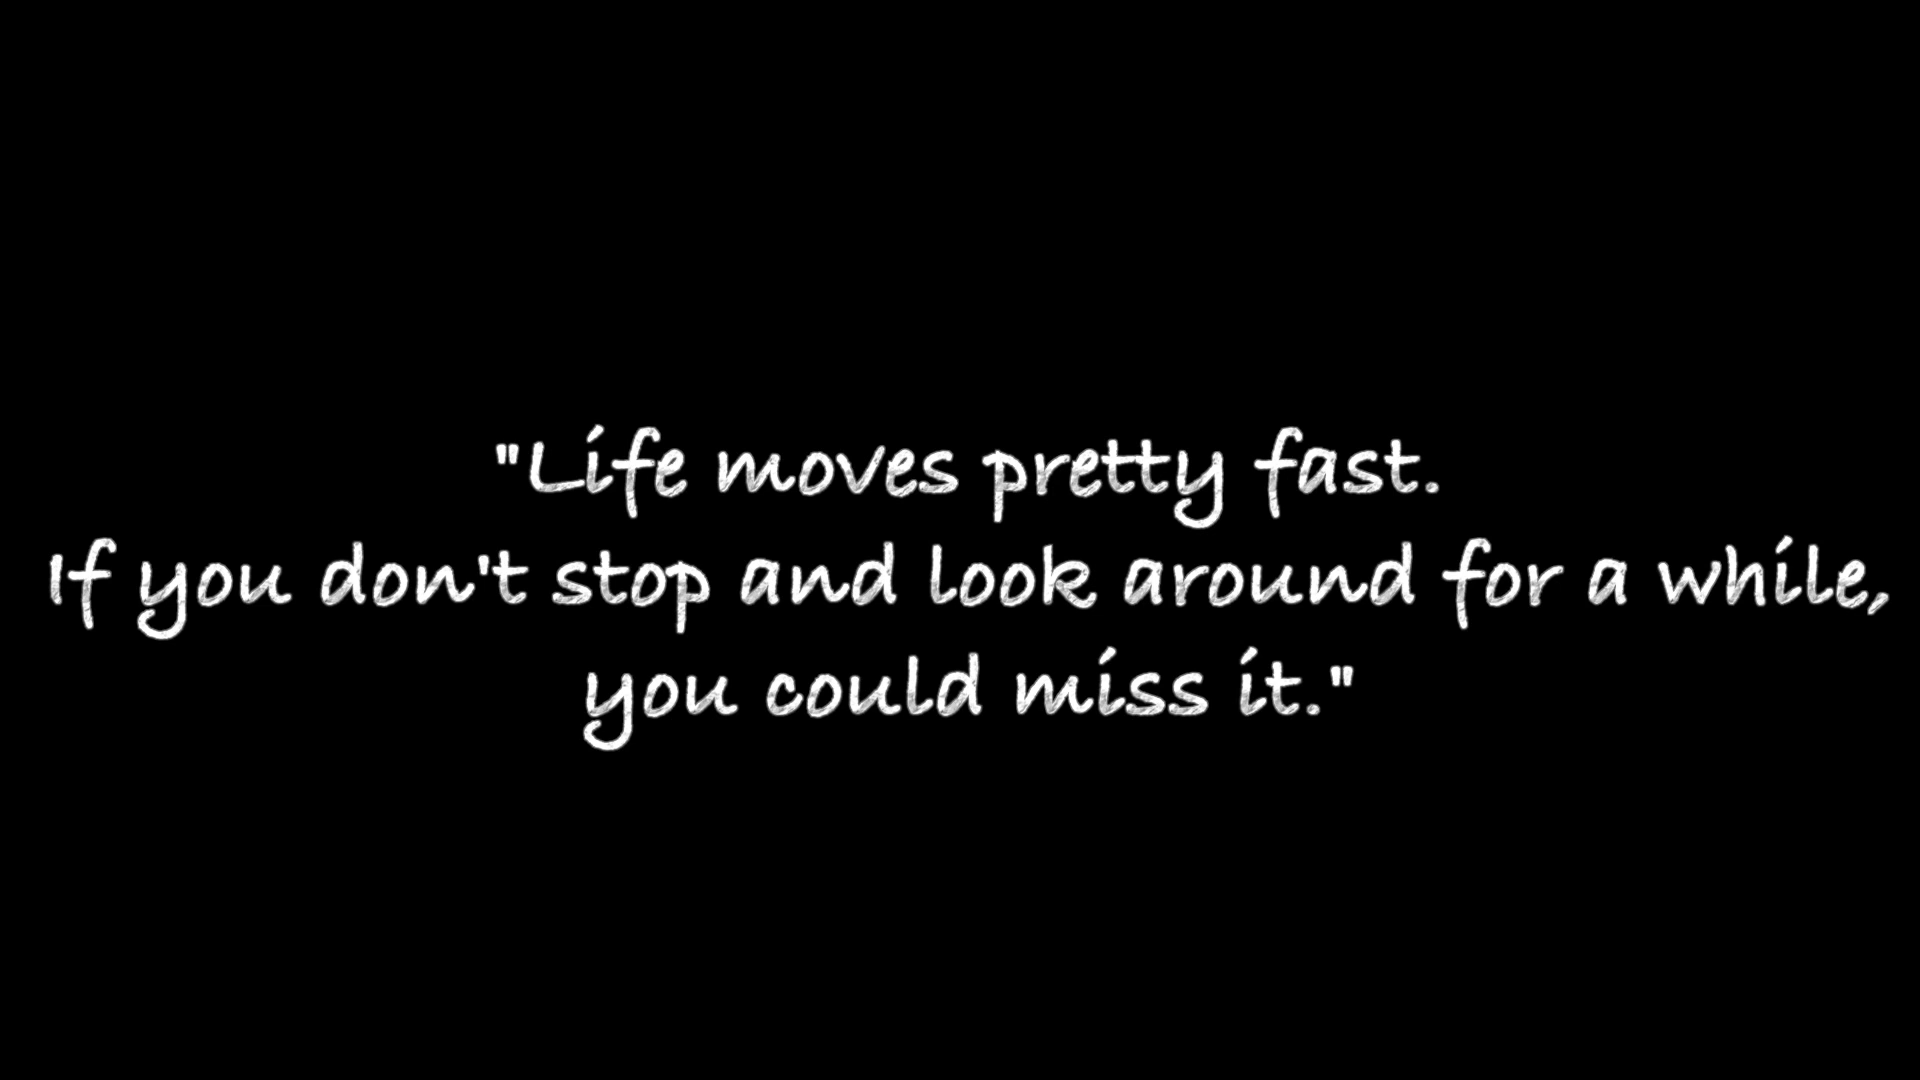 "Life moves pretty fast.
If you don't stop and look around for a while,
you could miss it."